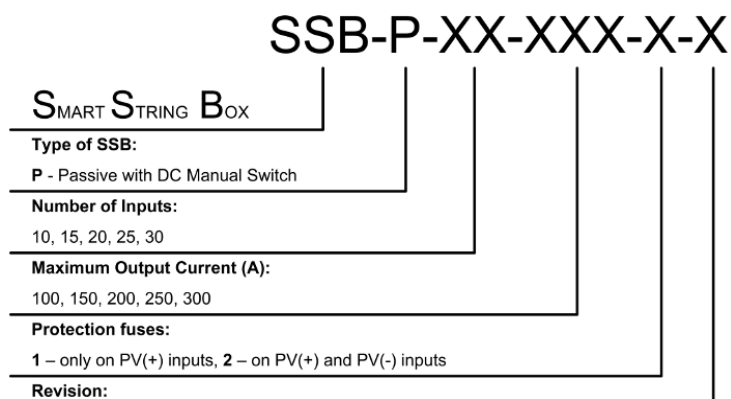 SSB-P-XX-XXX-X-X
SMART STRING BOX
Type of SSB:
P - Passive with DC Manual Switch
Number of Inputs:
10, 15, 20, 25, 30
Maximum Output Current (A):
100, 150, 200, 250, 300
Protection fuses:
1 – only on PV(+) inputs, 2 – on PV(+) and PV(-) inputs
Revision: